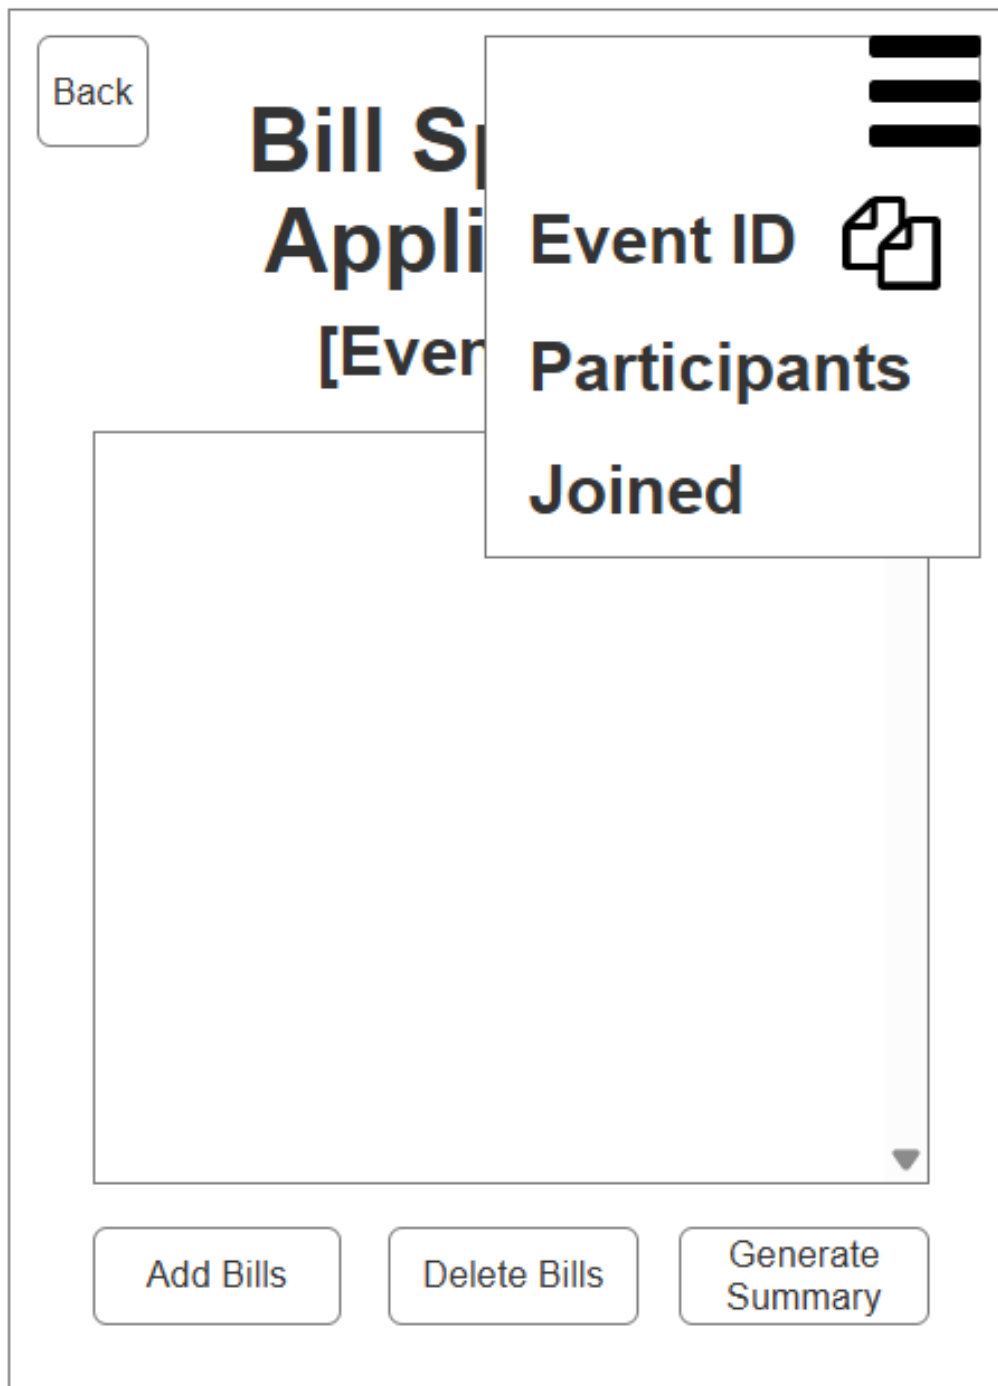 Back
Bill S
Appli
[Even
Event ID
Participants
Joined
Add Bills
Delete Bills
Generate
Summary